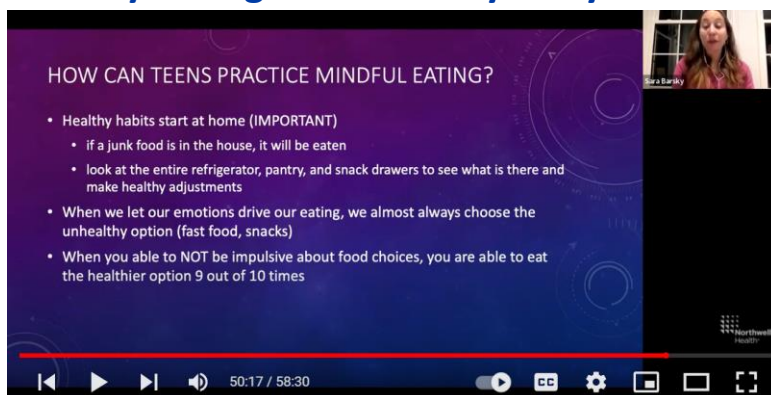 HOW CAN TEENS PRACTICE MINDFUL EATING?
• Healthy habits start at home (IMPORTANT)
• if a junk food is in the house, it will be eaten
• look at the entire refrigerator, pantry, and snack drawers to see what is there and
make healthy adjustments
• When we let our emotions drive our eating, we almost always choose the
unhealthy option (fast food, snacks)
• When you able to NOT be impulsive about food choices, you are able to eat
the healthier option 9 out of 10 times
Sara Barsky
Northwell
Health
50:17 / 58:30
CC